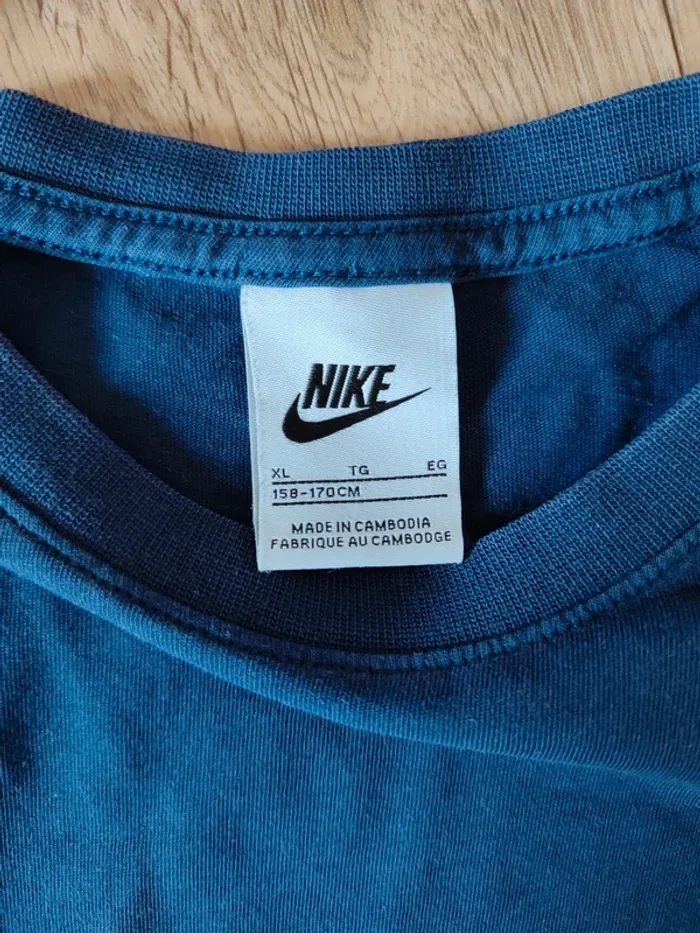 NIKE
XL TG EG
158-170CM
MADE IN CAMBODIA
FABRIQUE AU CAMBODGE